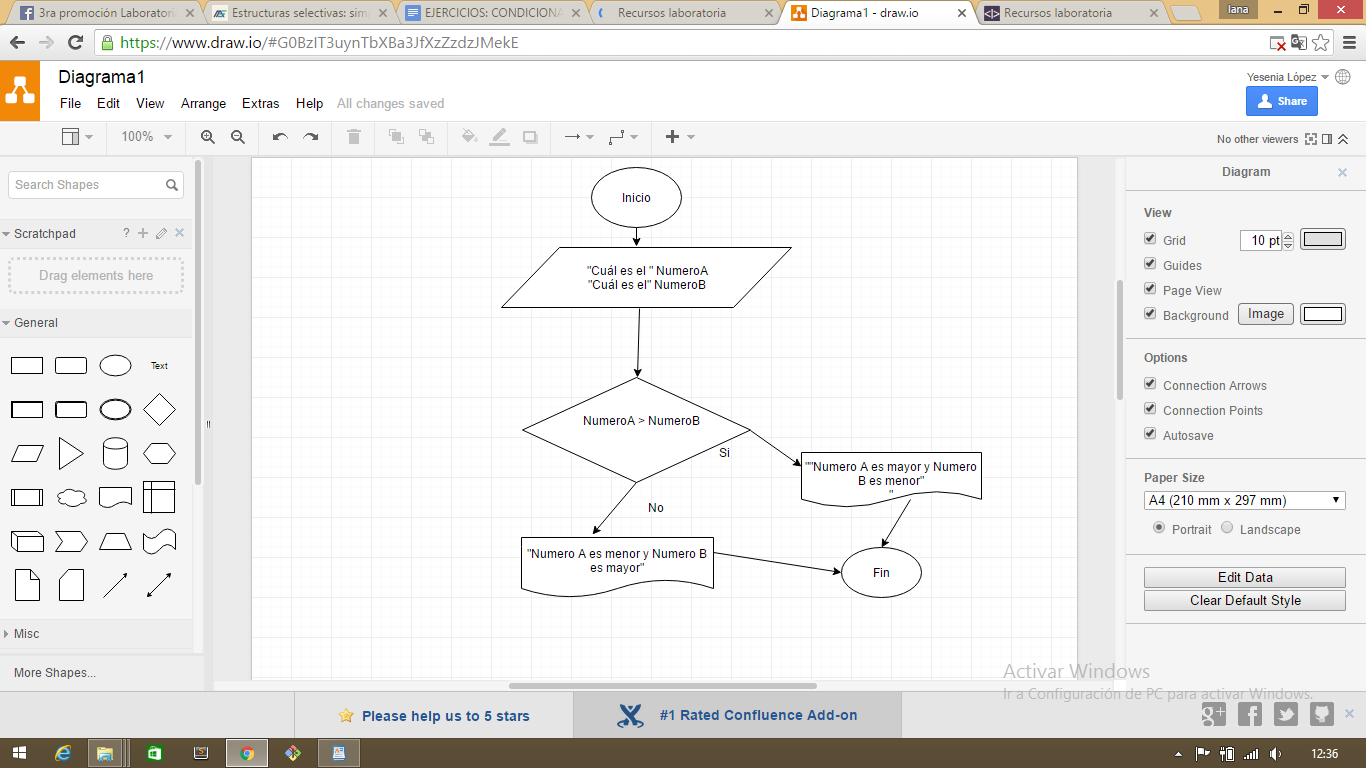 3ra promoción Laboratori
Estructuras selectivas: sim
EJERCICIOS: CONDICIONA
Recursos laboratoria
Diagrama1 - draw.io
Recursos laboratoria
Iana
https://www.draw.io/#G0BzIT3uynTbXBa3JfXzZzdzJMekE
Diagrama1
Yesenia López
File Edit View Arrange Extras Help All changes saved
Share
100%
No other viewers
Search Shapes
Scratchpad ?
Drag elements here
General
Text
Misc
More Shapes...
Inicio
"Cuál es el " NumeroA
"Cuál es el" NumeroB
NumeroA > NumeroB
Si
""Numero A es mayor y Numero
B es menor"
"
No
"Numero A es menor y Numero B
es mayor"
Fin
Diagram
View
Grid 10 pt
Guides
Page View
Background Image
Options
Connection Arrows
Connection Points
Autosave
Paper Size
A4 (210 mm x 297 mm)
Portrait Landscape
Edit Data
Clear Default Style
Activar Windows
Ir a Configuración de PC para activar Windows.
Please help us to 5 stars
#1 Rated Confluence Add-on
12:36